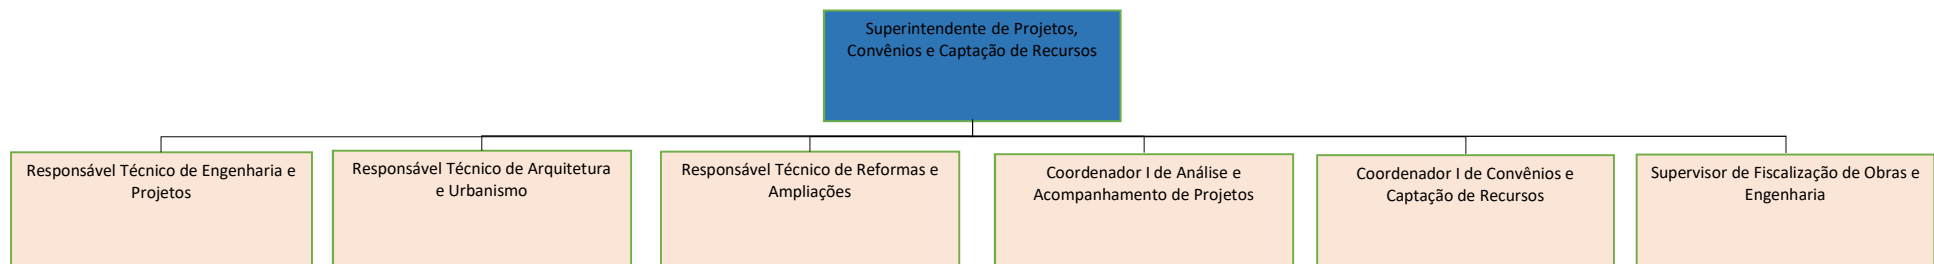 Superintendente de Projetos,
Convênios e Captação de Recursos
Responsável Técnico de Engenharia e
Projetos
Responsável Técnico de Arquitetura
e Urbanismo
Responsável Técnico de Reformas e
Ampliações
Coordenador I de Análise e
Acompanhamento de Projetos
Coordenador I de Convênios e
Captação de Recursos
Supervisor de Fiscalização de Obras e
Engenharia